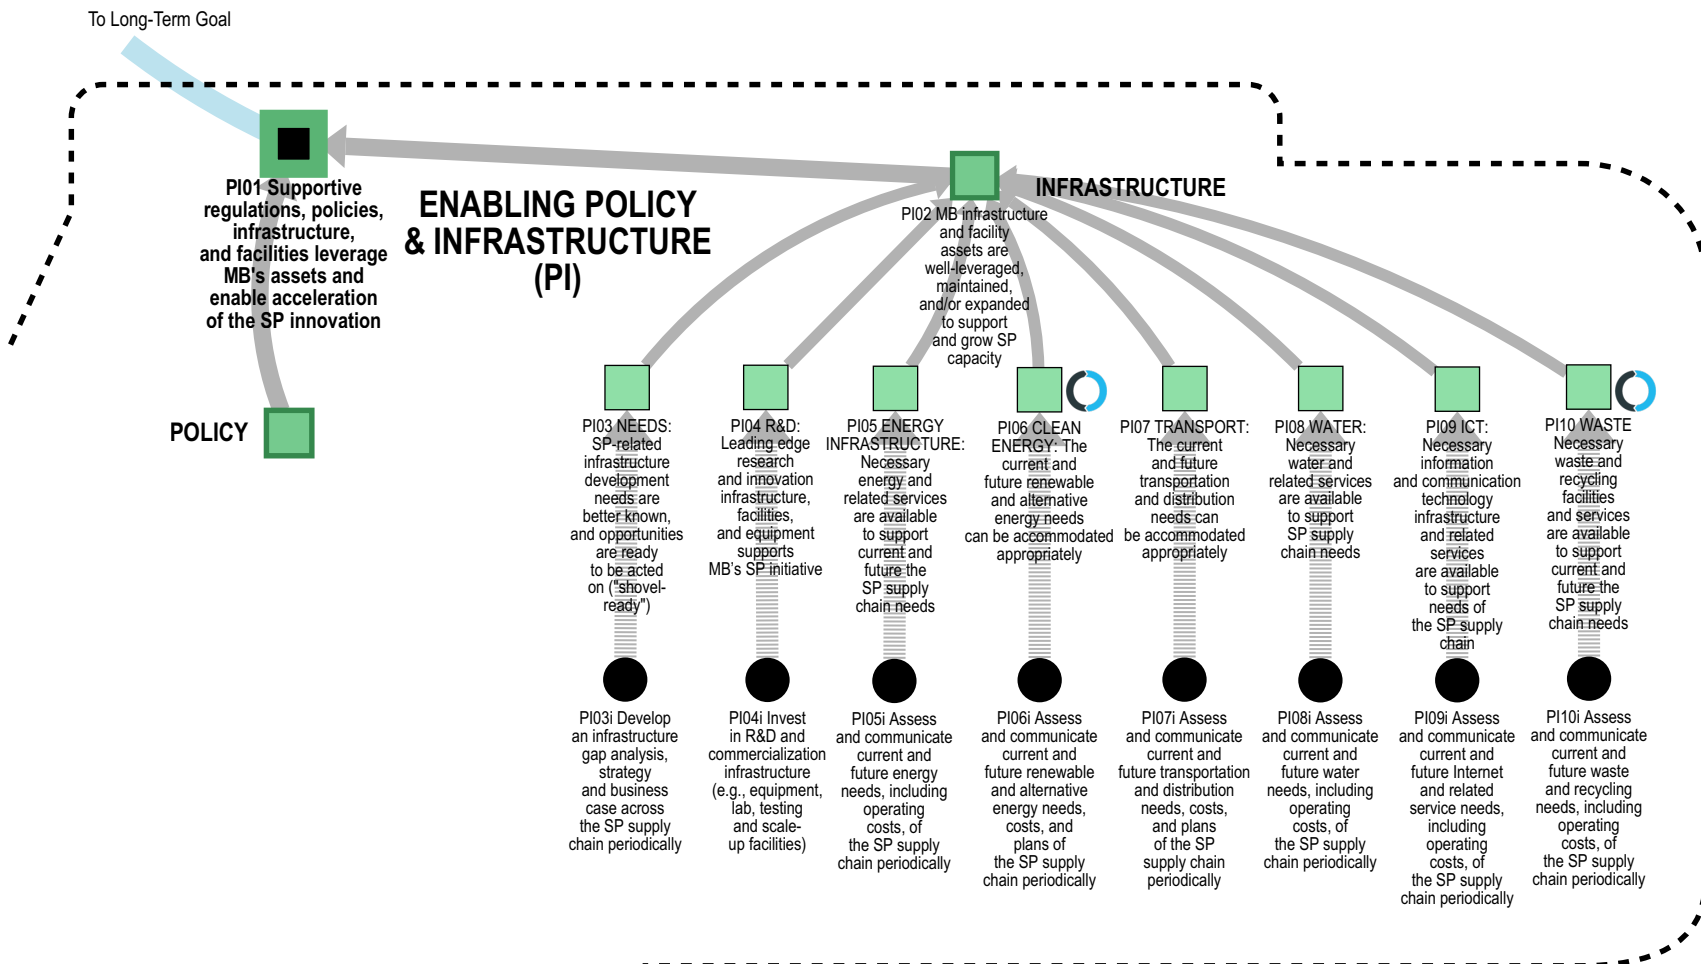 To Long-Term Goal
PI01 Supportive
regulations, policies,
infrastructure,
and facilities leverage
MB's assets and
enable acceleration
of the SP innovation
ENABLING POLICY
& INFRASTRUCTURE
(PI)
INFRASTRUCTURE
PI02 MB infrastructure
and facility
assets are
well-leveraged,
maintained,
and/or expanded
to support
and grow SP
capacity
POLICY
PI03 NEEDS:
SP-related
infrastructure
development
needs are
better known,
and opportunities
are ready
to be acted
on ("shovel-
ready")
PI04 R&D:
Leading edge
research
and innovation
infrastructure,
facilities,
and equipment
supports
MB's SP initiative
PI05 ENERGY
INFRASTRUCTURE:
Necessary
energy and
related services
are available
to support
current and
future the
SP supply
chain needs
PI06 CLEAN
ENERGY: The
current and
future renewable
and alternative
energy needs
can be accommodated
appropriately
PI07 TRANSPORT:
The current
and future
transportation
and distribution
needs can
be accommodated
appropriately
PI08 WATER:
Necessary
water and
related services
are available
to support
SP supply
chain needs
PI09 ICT:
Necessary
information
and communication
technology
infrastructure
and related
services
are available
to support
needs of
the SP supply
chain
PI10 WASTE
Necessary
waste and
recycling
facilities
and services
are available
to support
current and
future the
SP supply
chain needs
PI03i Develop
an infrastructure
gap analysis,
strategy
and business
case across
the SP supply
chain periodically
PI04i Invest
in R&D and
commercialization
infrastructure
(e.g., equipment,
lab, testing
and scale-
up facilities)
PI05i Assess
and communicate
current and
future energy
needs, including
operating
costs, of
the SP supply
chain periodically
PI06i Assess
and communicate
current and
future renewable
and alternative
energy needs,
costs, and
plans of
the SP supply
chain periodically
PI07i Assess
and communicate
current and
future transportation
and distribution
needs, costs,
and plans
of the SP
supply chain
periodically
PI08i Assess
and communicate
current and
future water
needs, including
operating
costs, of
the SP supply
chain periodically
PI09i Assess
and communicate
current and
future Internet
and related
service needs,
including
operating
costs, of
the SP supply
chain periodically
PI10i Assess
and communicate
current and
future waste
and recycling
needs, including
operating
costs, of
the SP supply
chain periodically